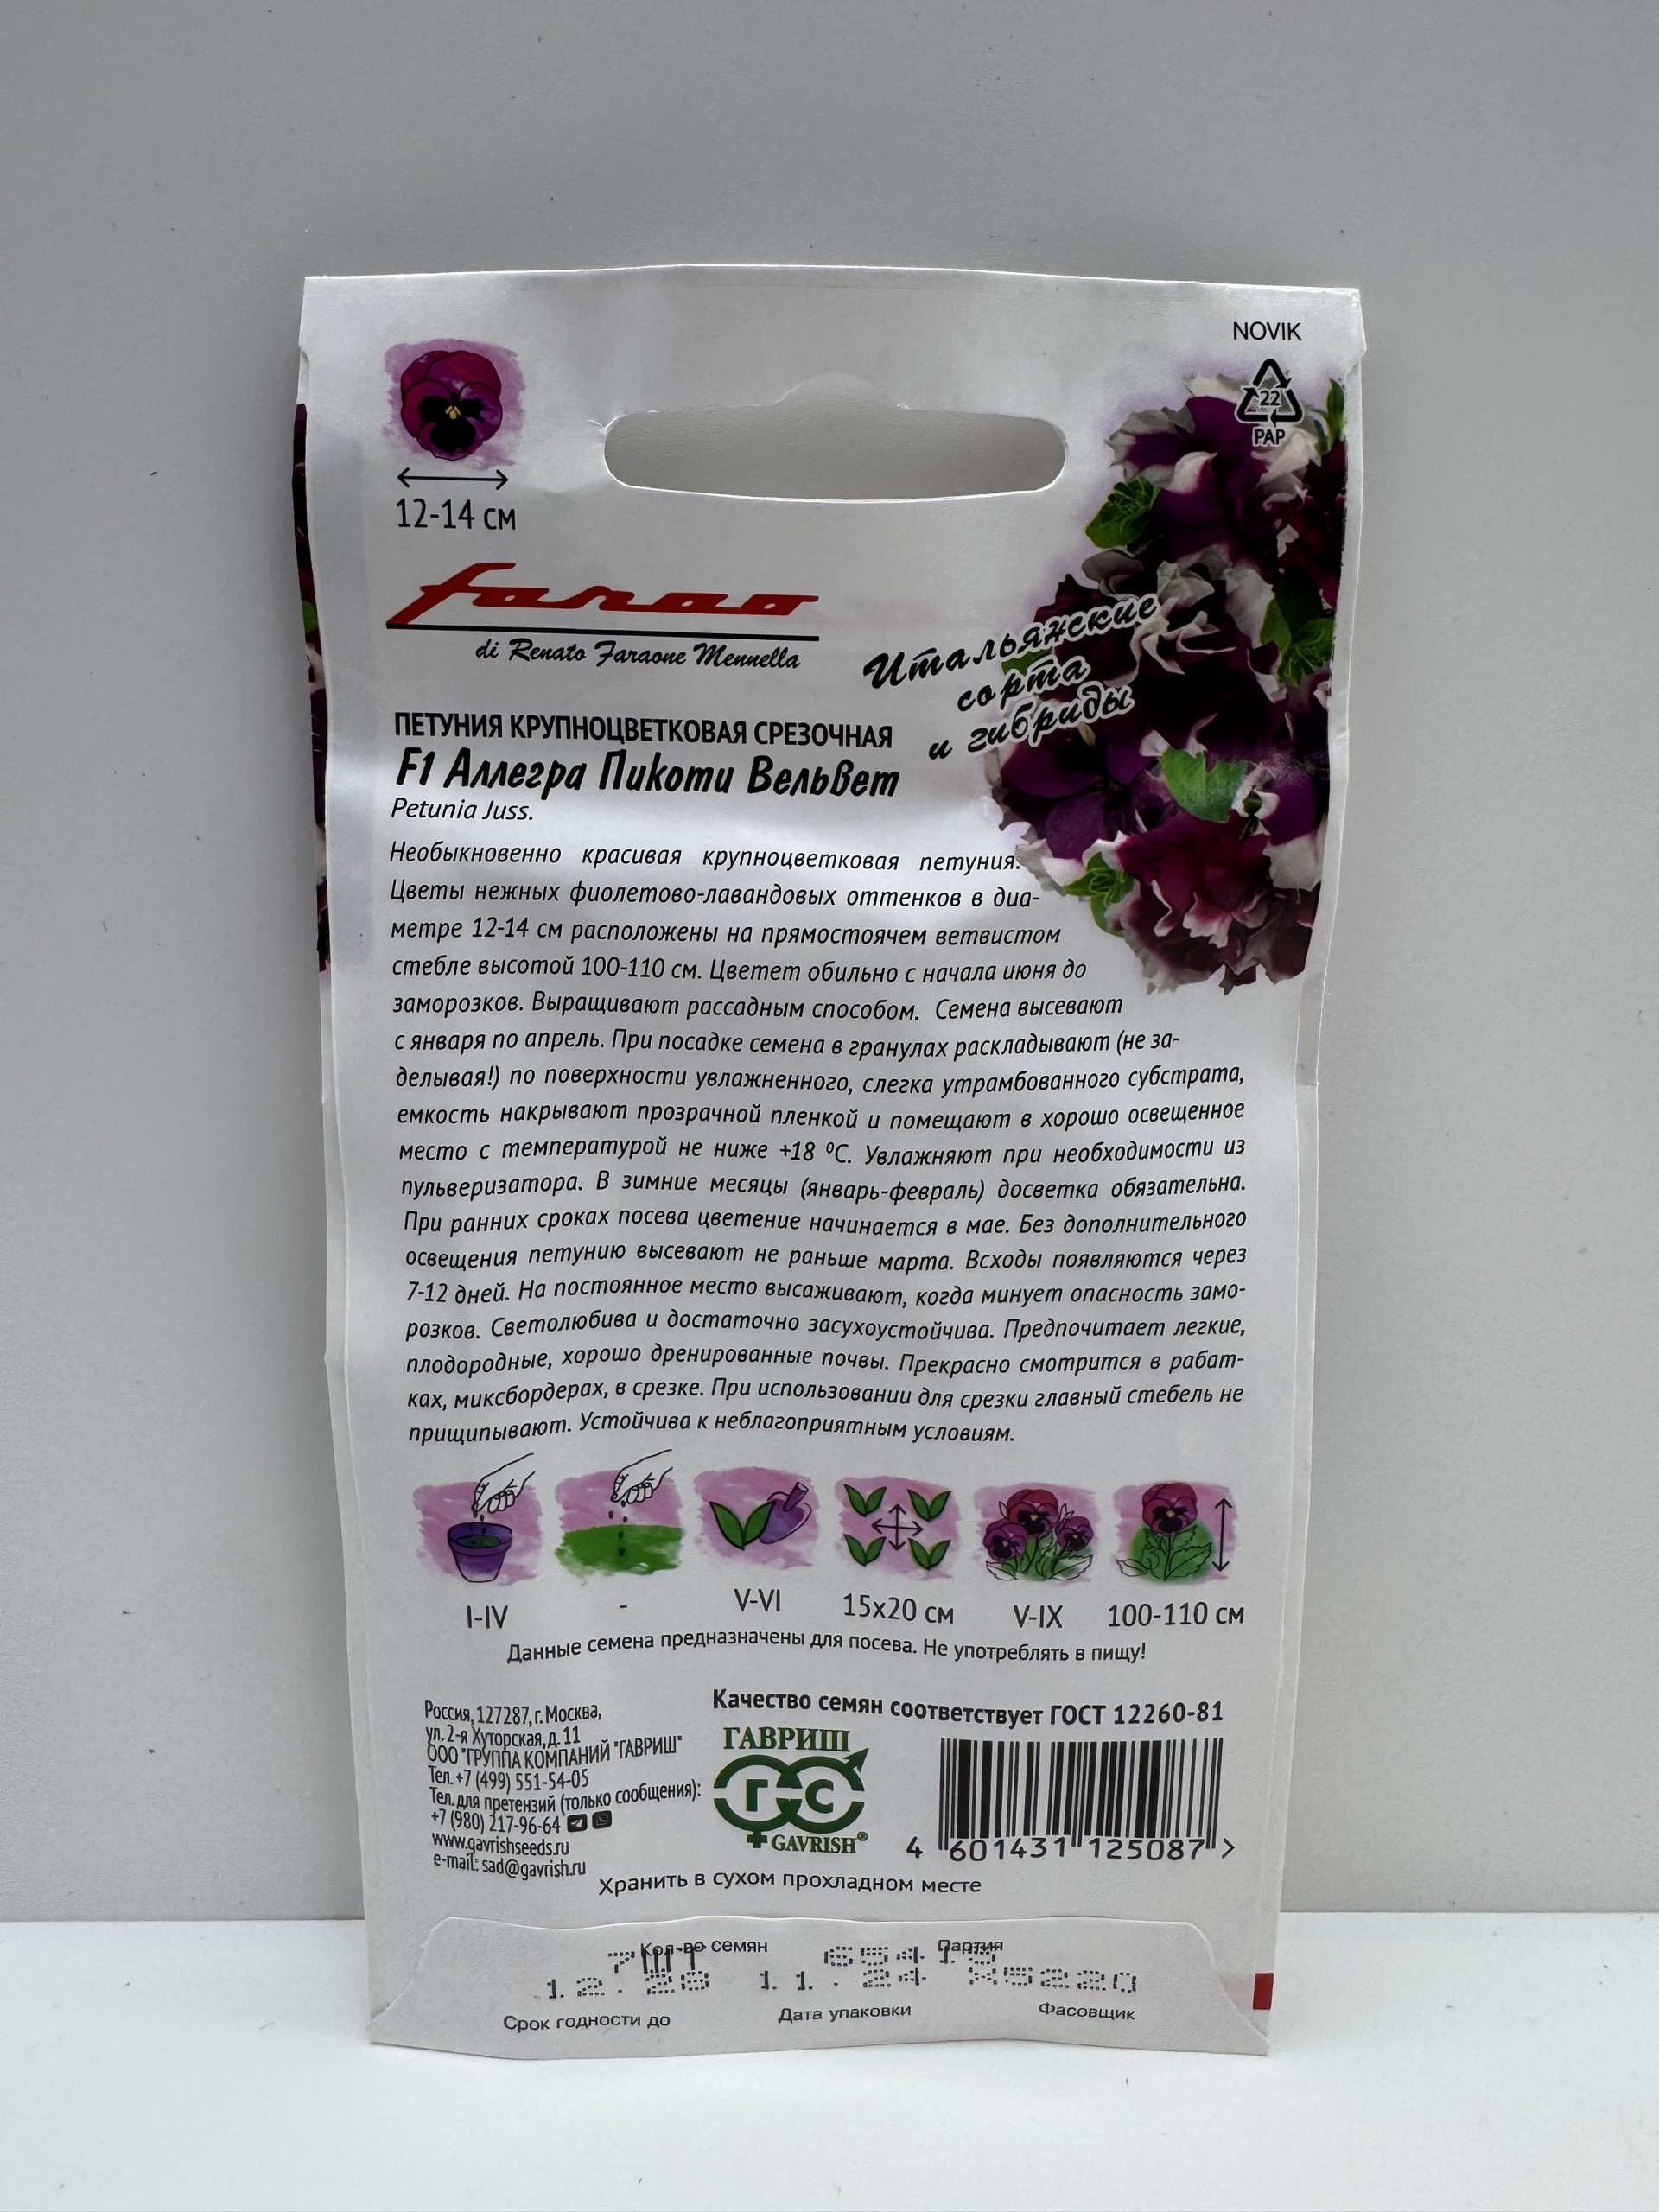 NOVIK
22
PAP
12-14 см
farao
di Renato Faraone Mennella
Итальянские
сорта
и гибриды
ПЕТУНИЯ КРУПНОЦВЕТКОВАЯ СРЕЗОЧНАЯ
F1 Аллегра Пикоти Вельвет
Petunia Juss.
Необыкновенно красивая крупноцветковая петуния.
Цветы нежных фиолетово-лавандовых оттенков в диа-
метре 12-14 см расположены на прямостоячем ветвистом
стебле высотой 100-110 см. Цветет обильно с начала июня до
заморозков. Выращивают рассадным способом. Семена высевают
с января по апрель. При посадке семена в гранулах раскладывают (не за-
делывая!) по поверхности увлажненного, слегка утрамбованного субстрата,
емкость накрывают прозрачной пленкой и помещают в хорошо освещенное
место с температурой не ниже +18 ºС. Увлажняют при необходимости из
пульверизатора. В зимние месяцы (январь-февраль) досветка обязательна.
При ранних сроках посева цветение начинается в мае. Без дополнительного
освещения петунию высевают не раньше марта. Всходы появляются через
7-12 дней. На постоянное место высаживают, когда минует опасность замо-
розков. Светолюбива и достаточно засухоустойчива. Предпочитает легкие,
плодородные, хорошо дренированные почвы. Прекрасно смотрится в рабат-
ках, миксбордерах, в срезке. При использовании для срезки главный стебель не
прищипывают. Устойчива к неблагоприятным условиям.
I-IV - V-VI 15х20 см V-IX 100-110 см
Данные семена предназначены для посева. Не употреблять в пищу!
Россия, 127287, г. Москва,
ул. 2-я Хуторская, д. 11
ООО "ГРУППА КОМПАНИЙ "ГАВРИШ"
Тел. +7 (499) 551-54-05
Тел. для претензий (только сообщения):
+7 (980) 217-96-64
www.gavrishseeds.ru
e-mail: sad@gavrish.ru
Качество семян соответствует ГОСТ 12260-81
ГАВРИШ
ГС
GAVRISH®
4 601431 125087 >
Хранить в сухом прохладном месте
Кол-во семян Партия
7ШТ
12.28 11.24
Срок годности до Дата упаковки Фасовщик